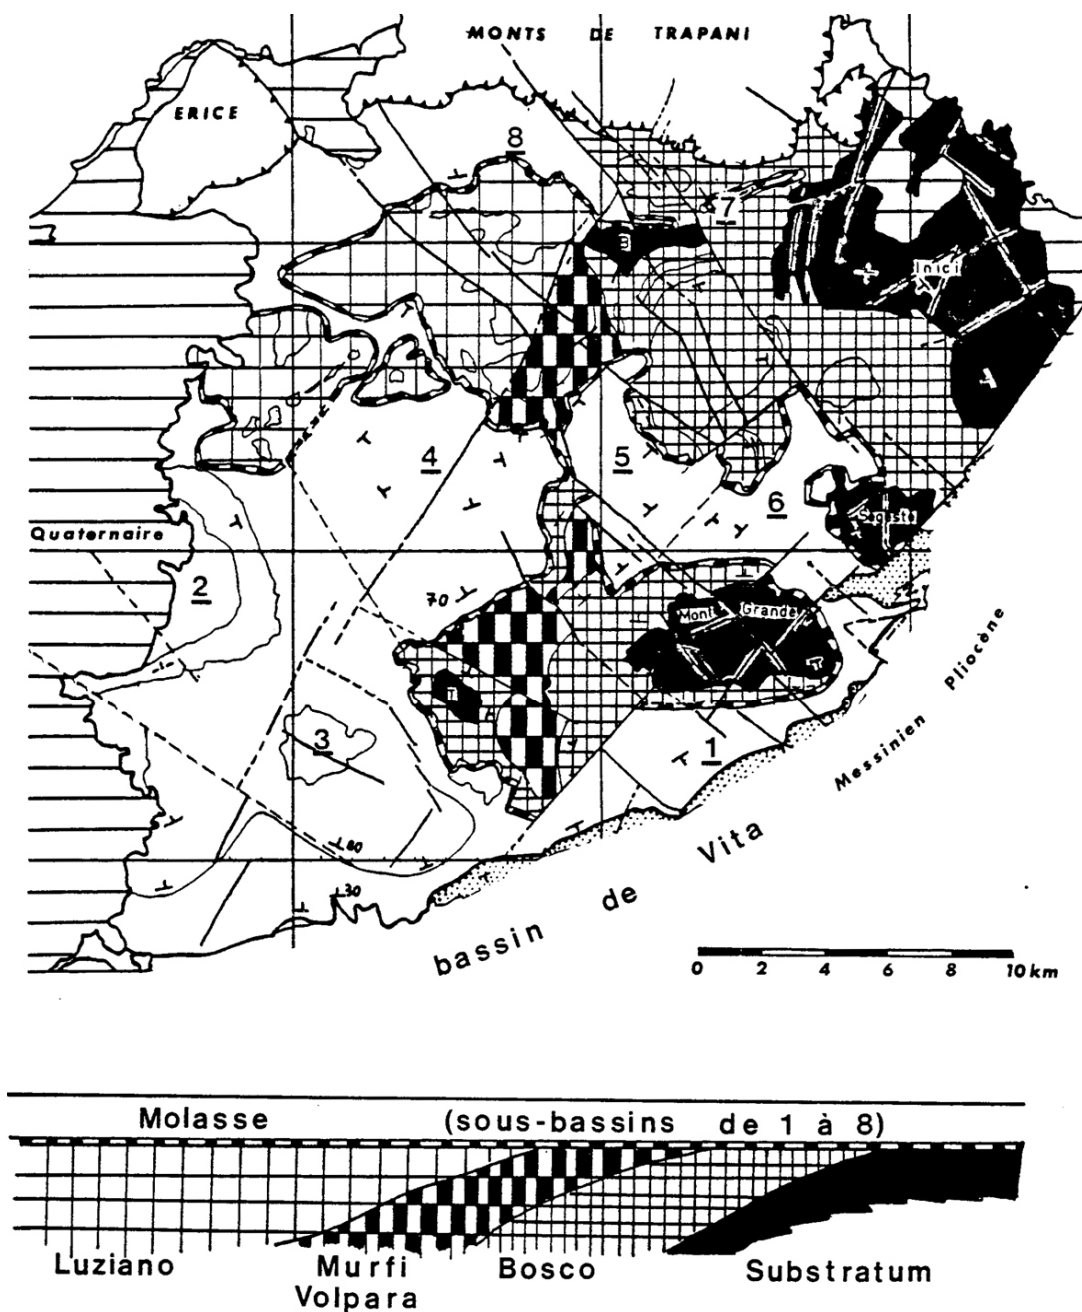 MONTS DE TRAPANI
ERICE
8
7
B
Inici
4
5
6
Segeste
Quaternaire
2
70
Mont Grande
T
3
1
Messinien Pliocène
80
30
bassin de Vita
0 2 4 6 8 10 km
Molasse (sous-bassins de 1 à 8)
Luziano Murfi Bosco Substratum
Volpara